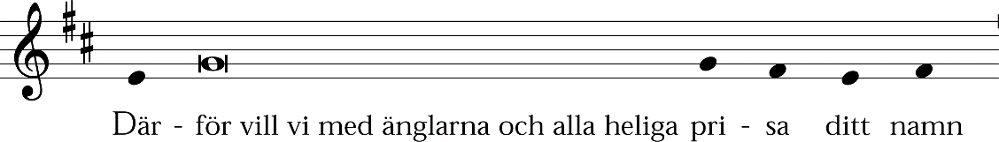 Där - för vill vi med änglarna och alla heliga pri - sa ditt namn